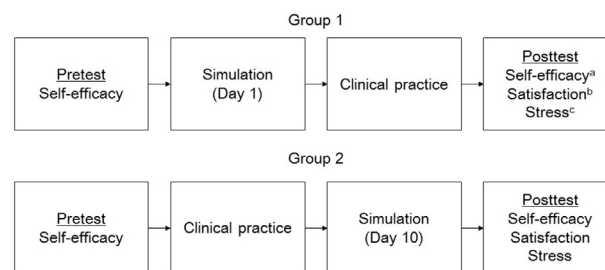 Group 1
Pretest
Self-efficacy
Simulation
(Day 1)
Clinical practice
Posttest
Self-efficacyᵃ
Satisfactionᵇ
Stressᶜ
Group 2
Pretest
Self-efficacy
Clinical practice
Simulation
(Day 10)
Posttest
Self-efficacy
Satisfaction
Stress